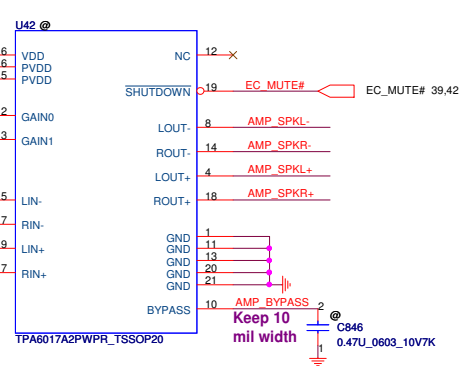 U42 @
6 VDD
6 PVDD
5 PVDD
2 GAIN0
3 GAIN1
5 LIN-
7 RIN-
9 LIN+
7 RIN+
NC 12
SHUTDOWN 19 EC_MUTE# EC_MUTE# 39,42
LOUT- 8 AMP_SPKL-
ROUT- 14 AMP_SPKR-
LOUT+ 4 AMP_SPKL+
ROUT+ 18 AMP_SPKR+
GND 1
GND 11
GND 13
GND 20
GND 21
BYPASS 10 AMP_BYPASS 2
Keep 10
mil width
@
C846
0.47U_0603_10V7K
1
TPA6017A2PWPR_TSSOP20